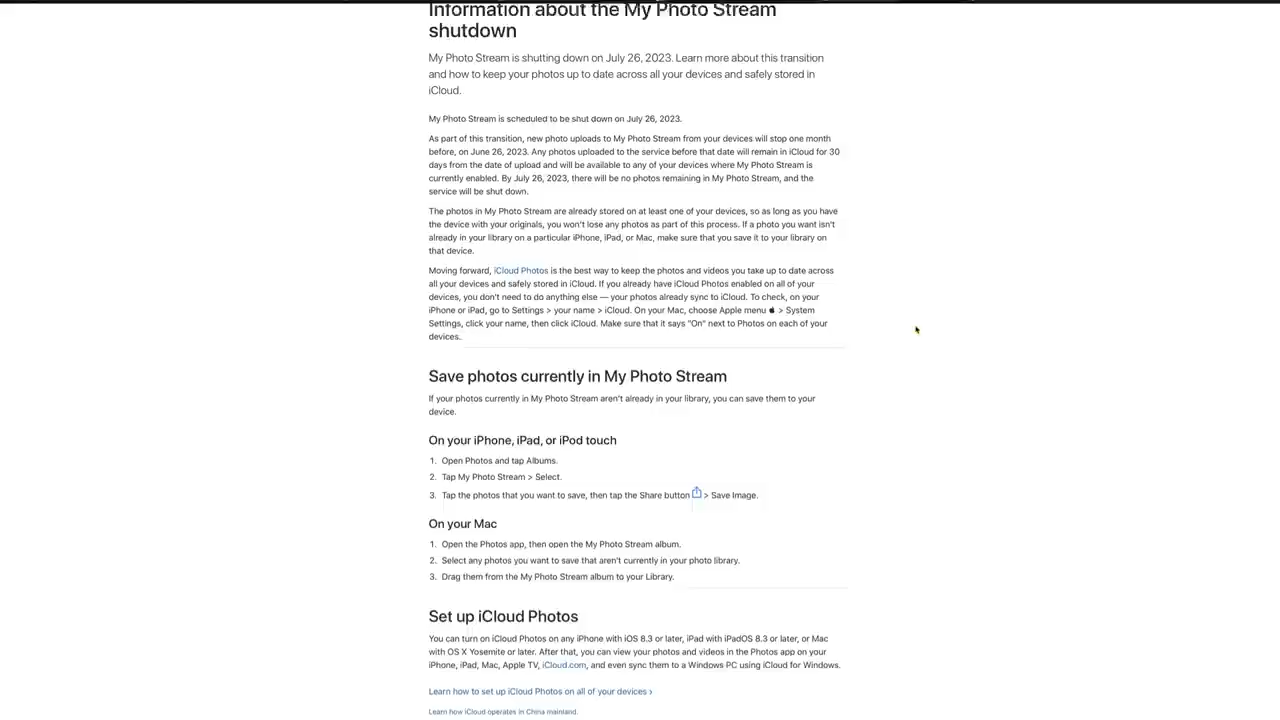 Information about the My Photo Stream
shutdown
My Photo Stream is shutting down on July 26, 2023. Learn more about this transition
and how to keep your photos up to date across all your devices and safely stored in
iCloud.
My Photo Stream is scheduled to be shut down on July 26, 2023.
As part of this transition, new photo uploads to My Photo Stream from your devices will stop one month
before, on June 26, 2023. Any photos uploaded to the service before that date will remain in iCloud for 30
days from the date of upload and will be available to any of your devices where My Photo Stream is
currently enabled. By July 26, 2023, there will be no photos remaining in My Photo Stream, and the
service will be shut down.
The photos in My Photo Stream are already stored on at least one of your devices, so as long as you have
the device with your originals, you won't lose any photos as part of this process. If a photo you want isn't
already in your library on a particular iPhone, iPad, or Mac, make sure that you save it to your library on
that device.
Moving forward, iCloud Photos is the best way to keep the photos and videos you take up to date across
all your devices and safely stored in iCloud. If you already have iCloud Photos enabled on all of your
devices, you don't need to do anything else — your photos already sync to iCloud. To check, on your
iPhone or iPad, go to Settings > your name > iCloud. On your Mac, choose Apple menu > System
Settings, click your name, then click iCloud. Make sure that it says "On" next to Photos on each of your
devices..
Save photos currently in My Photo Stream
If your photos currently in My Photo Stream aren't already in your library, you can save them to your
device.
On your iPhone, iPad, or iPod touch
1. Open Photos and tap Albums.
2. Tap My Photo Stream > Select.
3. Tap the photos that you want to save, then tap the Share button > Save Image.
On your Mac
1. Open the Photos app, then open the My Photo Stream album.
2. Select any photos you want to save that aren't currently in your photo library.
3. Drag them from the My Photo Stream album to your Library.
Set up iCloud Photos
You can turn on iCloud Photos on any iPhone with iOS 8.3 or later, iPad with iPadOS 8.3 or later, or Mac
with OS X Yosemite or later. After that, you can view your photos and videos in the Photos app on your
iPhone, iPad, Mac, Apple TV, iCloud.com, and even sync them to a Windows PC using iCloud for Windows.
Learn how to set up iCloud Photos on all of your devices ›
Learn how iCloud operates in China mainland.